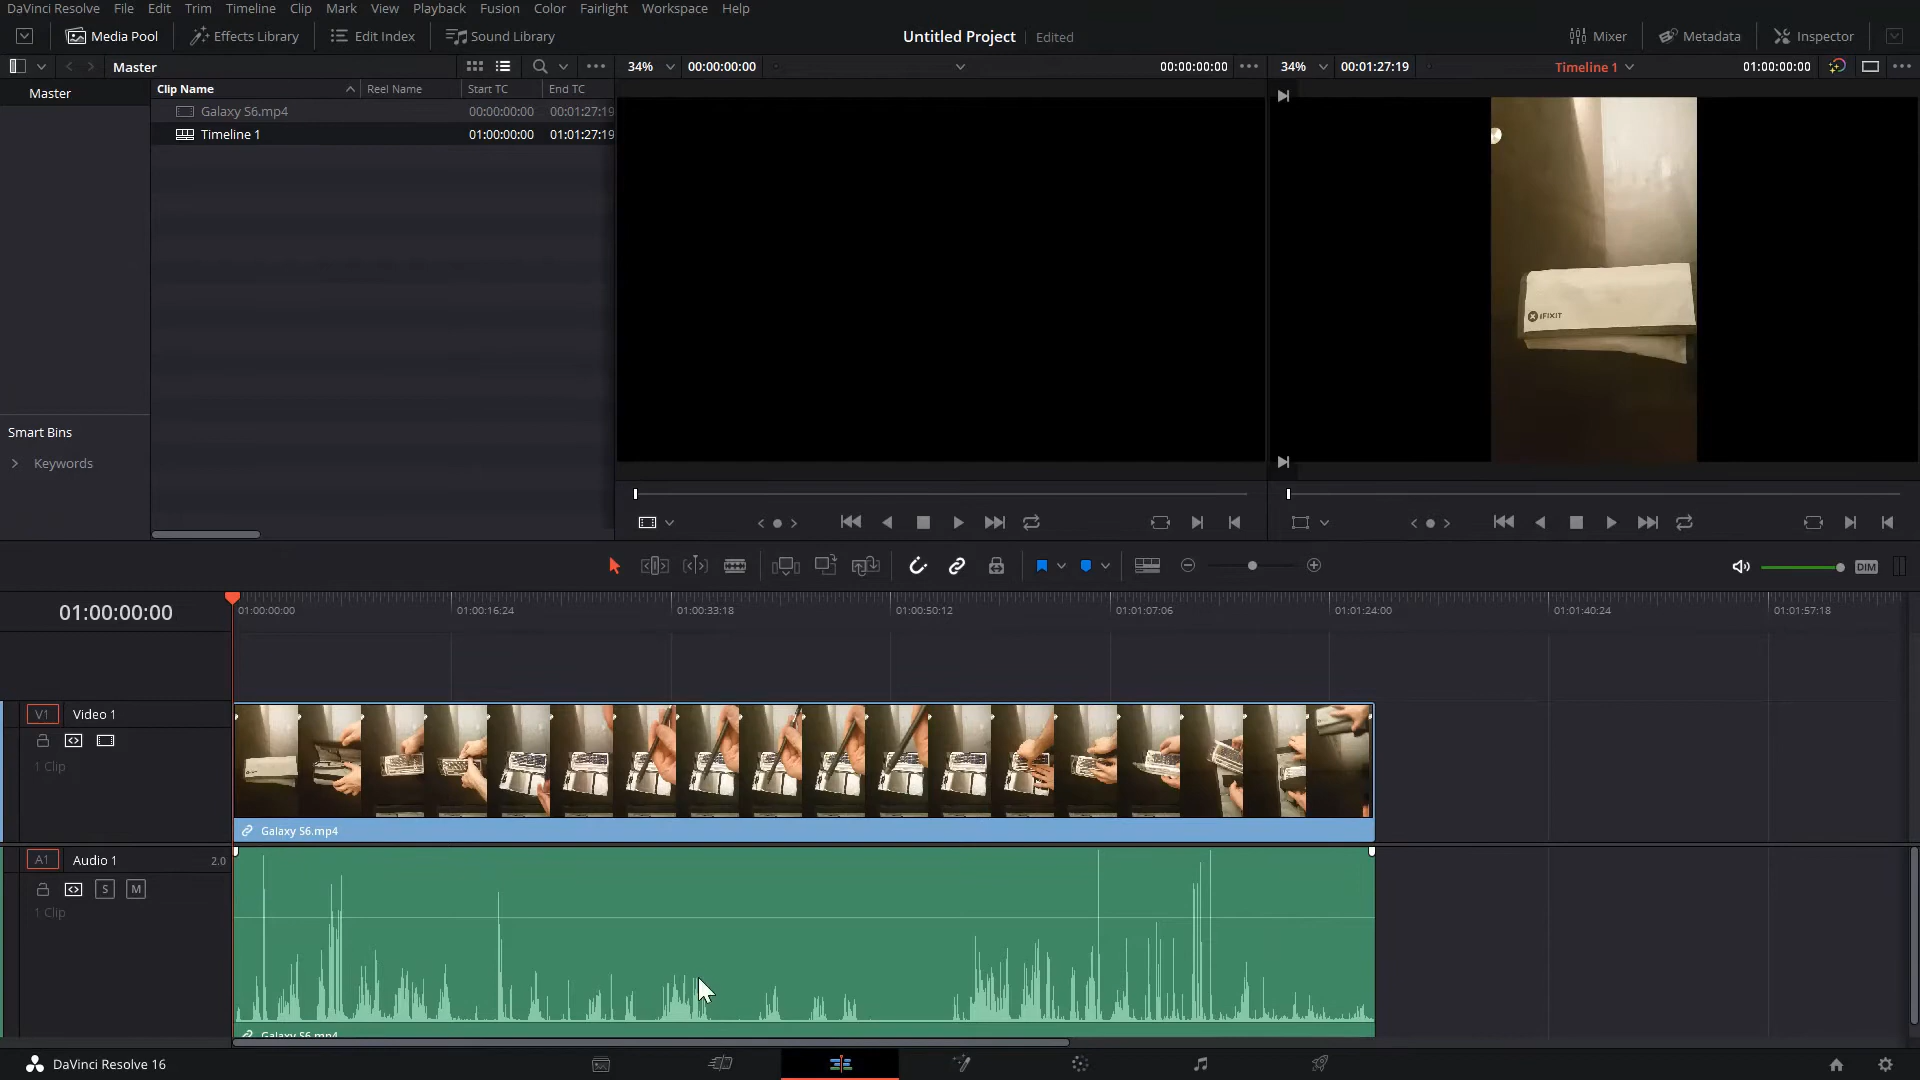 DaVinci Resolve File Edit Trim Timeline Clip Mark View Playback Fusion Color Fairlight Workspace Help
Media Pool Effects Library Edit Index Sound Library Untitled Project Edited Mixer Metadata Inspector
Master 34% 00:00:00:00 00:00:00:00 34% 00:01:27:19 Timeline 1 01:00:00:00
Master Clip Name Reel Name Start TC End TC
Galaxy S6.mp4 00:00:00:00 00:01:27:19
Timeline 1 01:00:00:00 01:01:27:19
IFIXIT
Smart Bins
Keywords
DIM
01:00:00:00 01:00:00:00 01:00:16:24 01:00:33:18 01:00:50:12 01:01:07:06 01:01:24:00 01:01:40:24 01:01:57:18
V1 Video 1
1 Clip
Galaxy S6.mp4
A1 Audio 1 2.0
S M
1 Clip
Galaxy S6.mp4
DaVinci Resolve 16